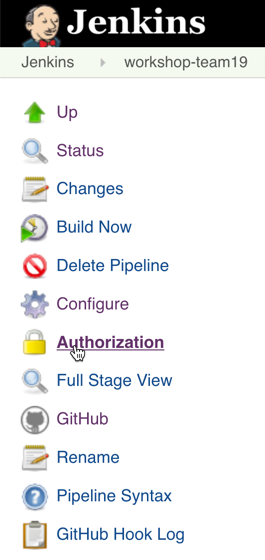 Jenkins
Jenkins workshop-team19
Up
Status
Changes
Build Now
Delete Pipeline
Configure
Authorization
Full Stage View
GitHub
Rename
Pipeline Syntax
GitHub Hook Log